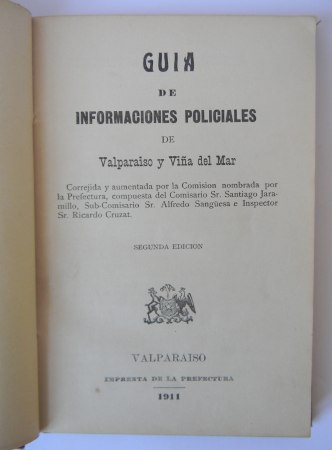 GUIA
DE
INFORMACIONES POLICIALES
DE
Valparaiso y Viña del Mar
Correjida y aumentada por la Comision nombrada por
la Prefectura, compuesta del Comisario Sr. Santiago Jara-
millo, Sub-Comisario Sr. Alfredo Sangüesa e Inspector
Sr. Ricardo Cruzat.
SEGUNDA EDICION
VALPARAISO
IMPRENTA DE LA PREFECTURA
1911